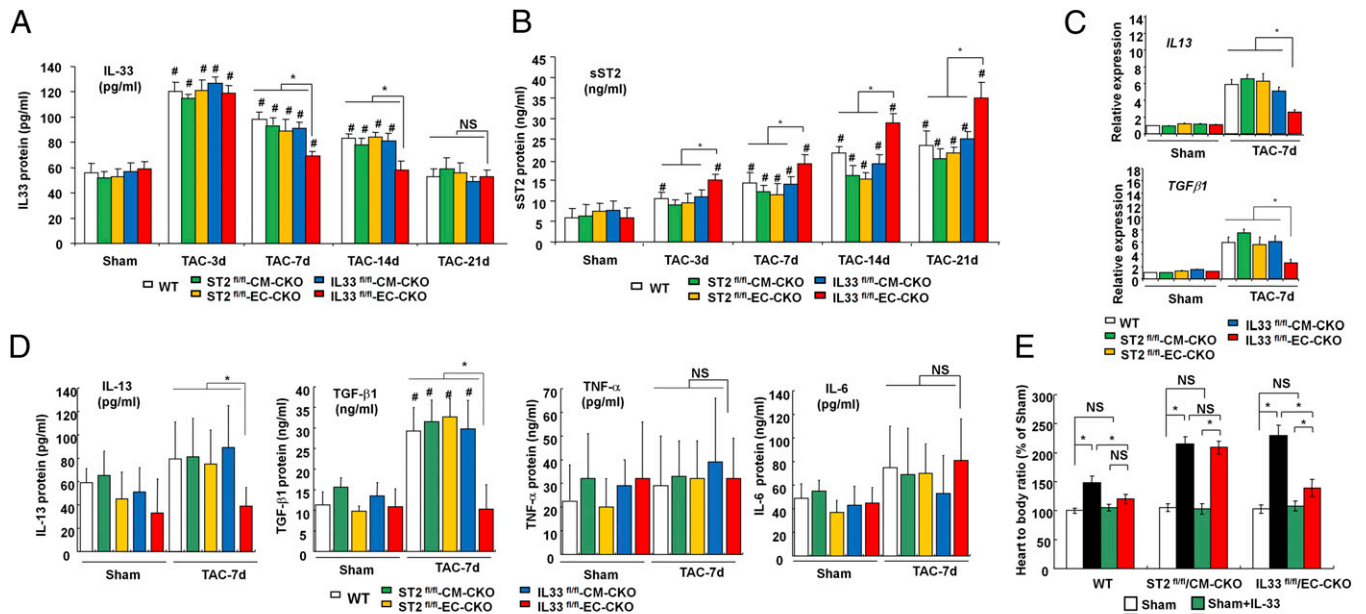 A
IL-33
(pg/ml)
IL33 protein (pg/ml)
140
120
100
80
60
40
20
0
# # # # #
# # # # #
# # # #
*
*
NS
Sham TAC-3d TAC-7d TAC-14d TAC-21d
WT ST2 fl/fl-CM-CKO IL33 fl/fl-CM-CKO
ST2 fl/fl-EC-CKO IL33 fl/fl-EC-CKO
B
sST2
(ng/ml)
sST2 protein (ng/ml)
45
40
35
30
25
20
15
10
5
0
# #
# # # # #
# # # # #
# # # # #
* * * *
Sham TAC-3d TAC-7d TAC-14d TAC-21d
WT ST2 fl/fl-CM-CKO IL33 fl/fl-CM-CKO
ST2 fl/fl-EC-CKO IL33 fl/fl-EC-CKO
C
IL13
Relative expression
14
12
10
8
6
4
2
0
*
Sham TAC-7d
TGFβ1
Relative expression
18
16
14
12
10
8
6
4
2
0
*
Sham TAC-7d
WT IL33 fl/fl-CM-CKO
ST2 fl/fl-CM-CKO IL33 fl/fl-EC-CKO
ST2 fl/fl-EC-CKO
D
IL-13
(pg/ml)
IL-13 protein (pg/ml)
160
140
120
100
80
60
40
20
0
*
Sham TAC-7d
TGF-β1
(ng/ml)
TGF-β1 protein (ng/ml)
40
35
30
25
20
15
10
5
0
# # # #
*
Sham TAC-7d
TNF-α
(pg/ml)
TNF-α protein (ng/ml)
70
60
50
40
30
20
10
0
NS
Sham TAC-7d
IL-6
(pg/ml)
IL-6 protein (ng/ml)
160
140
120
100
80
60
40
20
0
NS
Sham TAC-7d
WT ST2 fl/fl-CM-CKO IL33 fl/fl-CM-CKO
ST2 fl/fl-EC-CKO IL33 fl/fl-EC-CKO
E
Heart to body ratio (% of Sham)
300
250
200
150
100
50
0
NS NS NS
* * NS
* NS *
* * *
WT ST2 fl/fl/CM-CKO IL33 fl/fl/EC-CKO
Sham Sham+IL-33